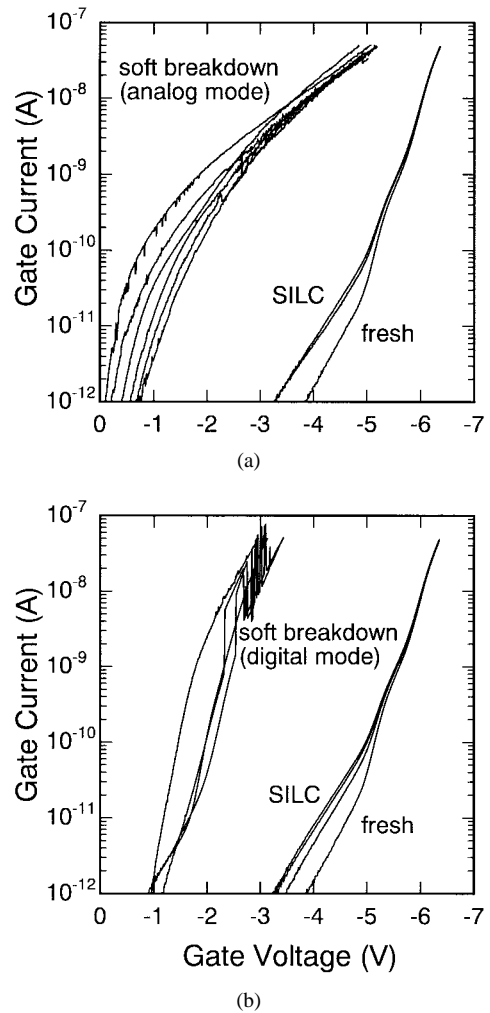 10^-7
soft breakdown
(analog mode)
10^-8
10^-9
10^-10
10^-11
10^-12
Gate Current (A)
SILC
fresh
0 -1 -2 -3 -4 -5 -6 -7
(a)
10^-7
10^-8
soft breakdown
(digital mode)
10^-9
10^-10
10^-11
10^-12
Gate Current (A)
SILC
fresh
0 -1 -2 -3 -4 -5 -6 -7
Gate Voltage (V)
(b)